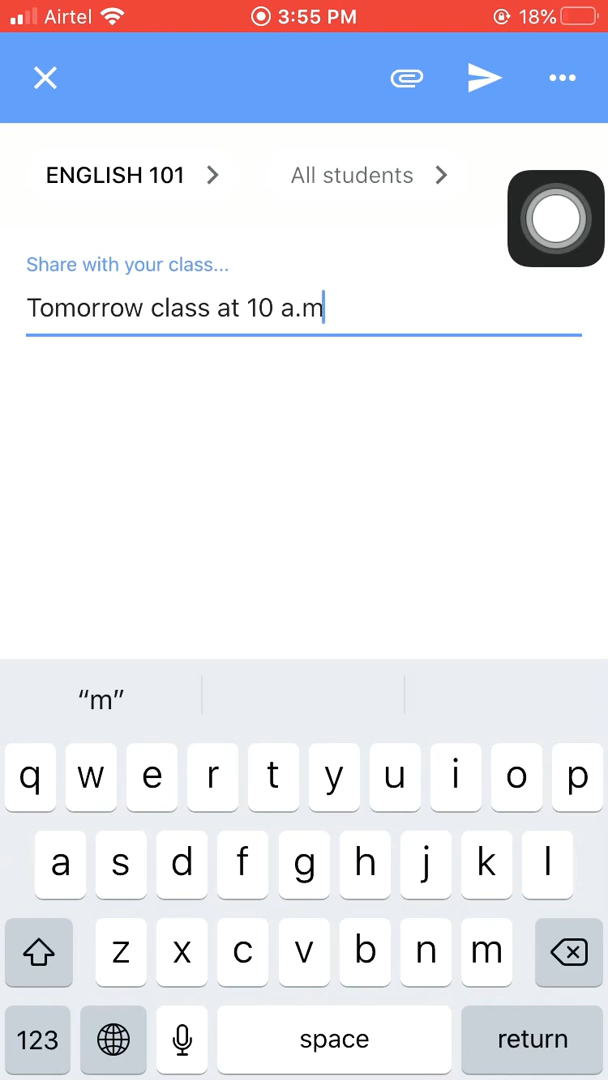 Airtel 3:55 PM 18%
ENGLISH 101 All students
Share with your class...
Tomorrow class at 10 a.m
“m”
q w e r t y u i o p
a s d f g h j k l
z x c v b n m
123 space return